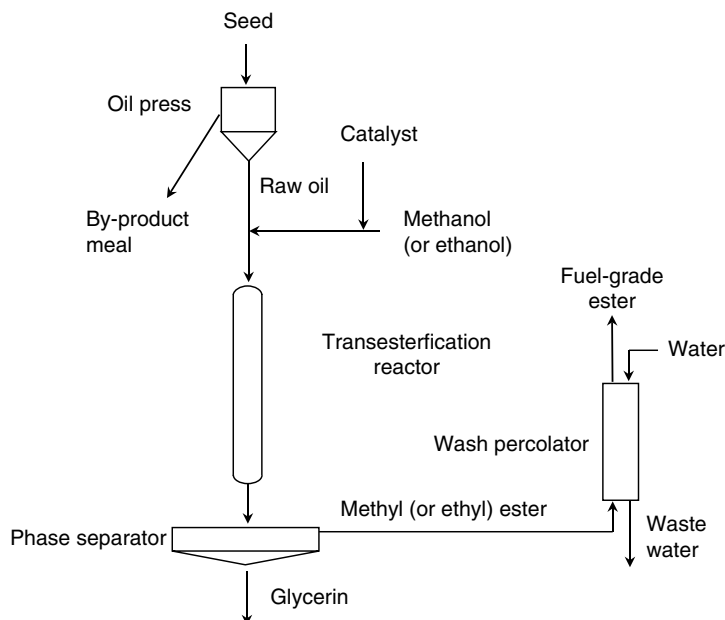 Seed
Oil press
Catalyst
Raw oil
By-product
meal
Methanol
(or ethanol)
Fuel-grade
ester
Transesterfication
reactor
Water
Wash percolator
Methyl (or ethyl) ester
Phase separator
Waste
water
Glycerin